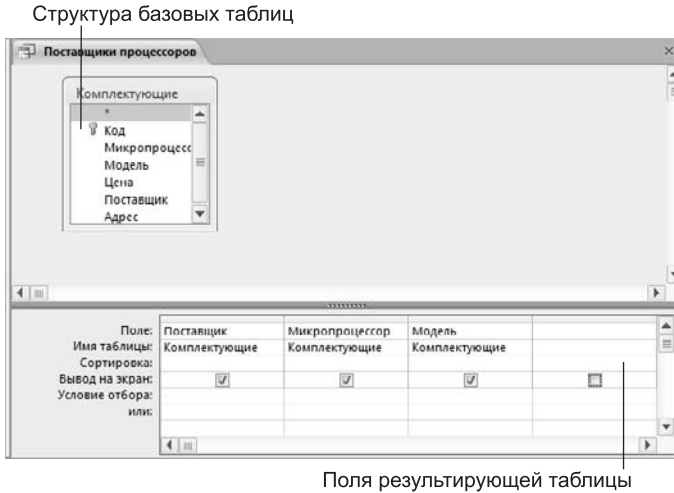 Структура базовых таблиц
Поставщики процессоров
Комплектующие
*
Код
Микропроцесс
Модель
Цена
Поставщик
Адрес
Поле: Поставщик Микропроцессор Модель
Имя таблицы: Комплектующие Комплектующие Комплектующие
Сортировка:
Вывод на экран:
Условие отбора:
или:
Поля результирующей таблицы